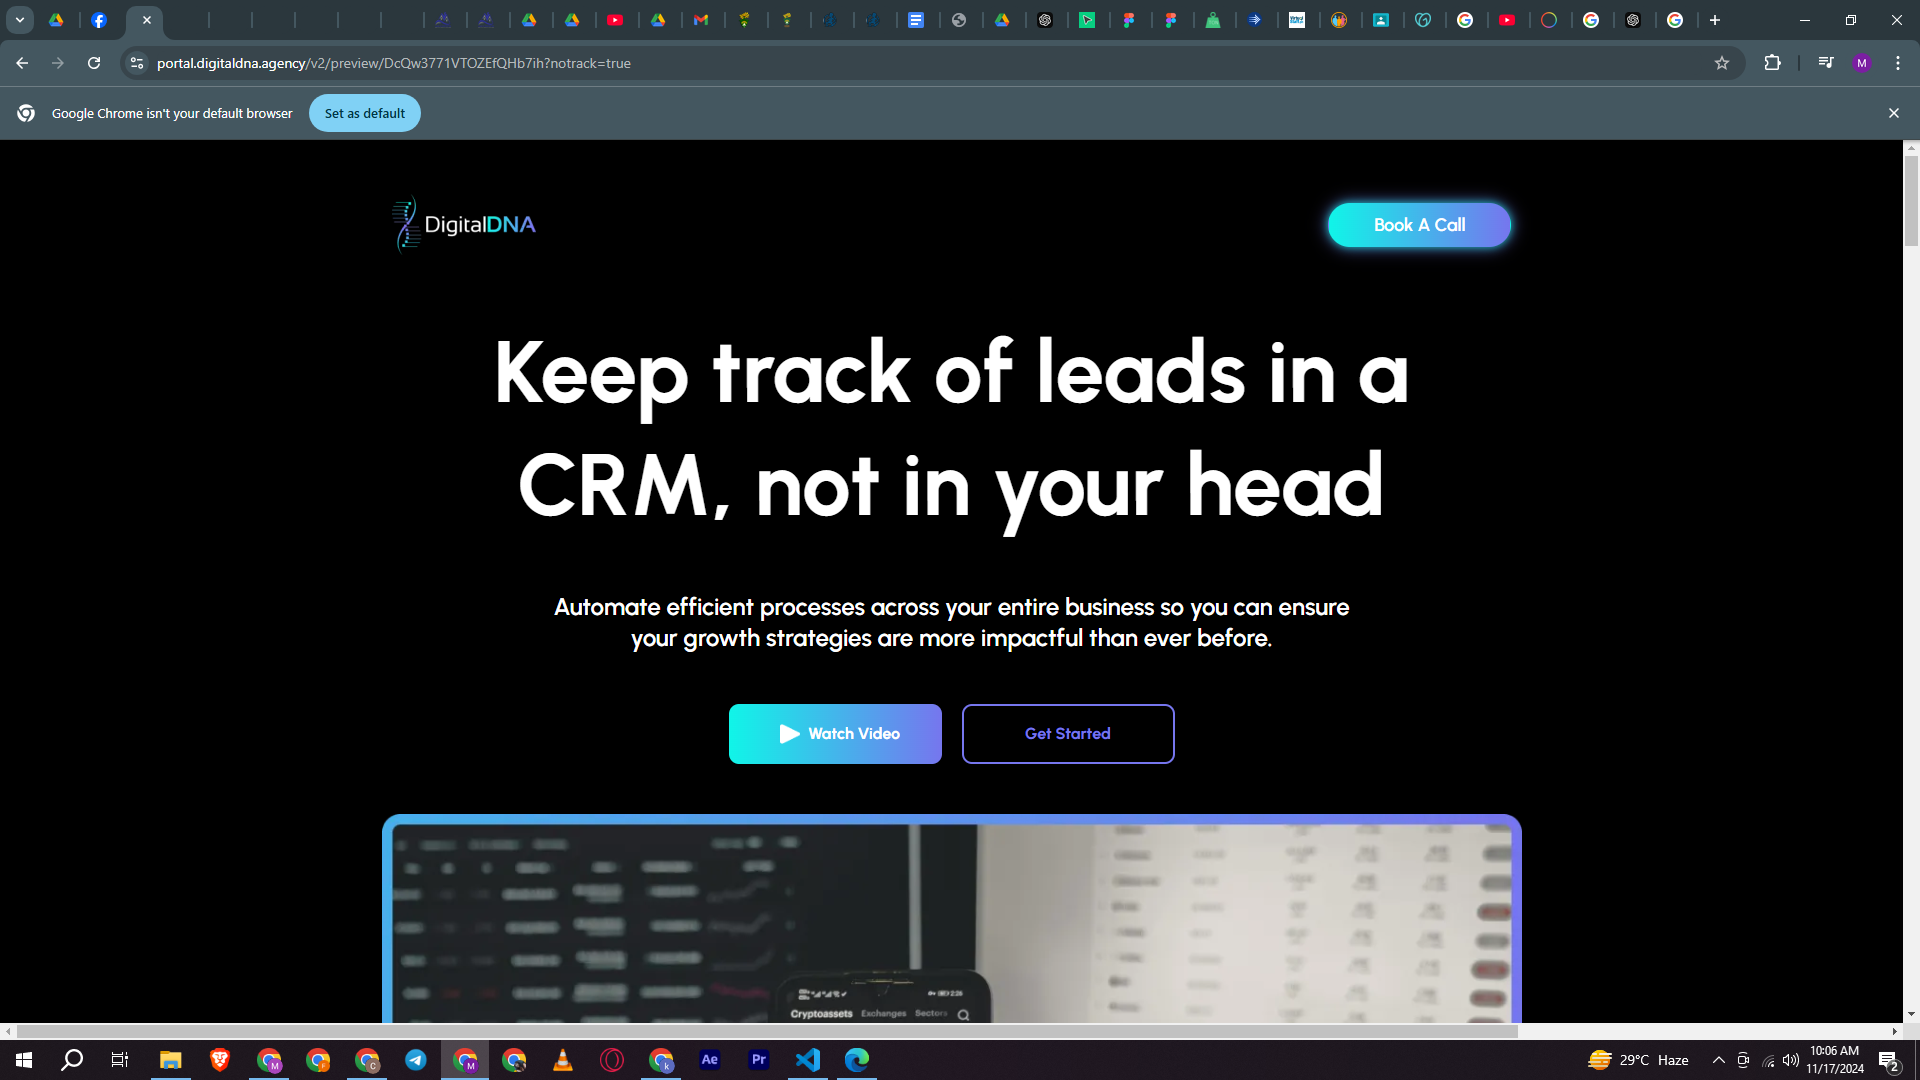 portal.digitaldna.agency/v2/preview/DcQw3771VTOZEfQHb7ih?notrack=true
M
Google Chrome isn't your default browser
Set as default
DigitalDNA
Book A Call
Keep track of leads in a
CRM, not in your head
Automate efficient processes across your entire business so you can ensure
your growth strategies are more impactful than ever before.
Watch Video
Get Started
Cryptoassets Exchanges Sectors
M
F
C
M
k
Ae
Pr
29°C Haze
10:06 AM
11/17/2024
2